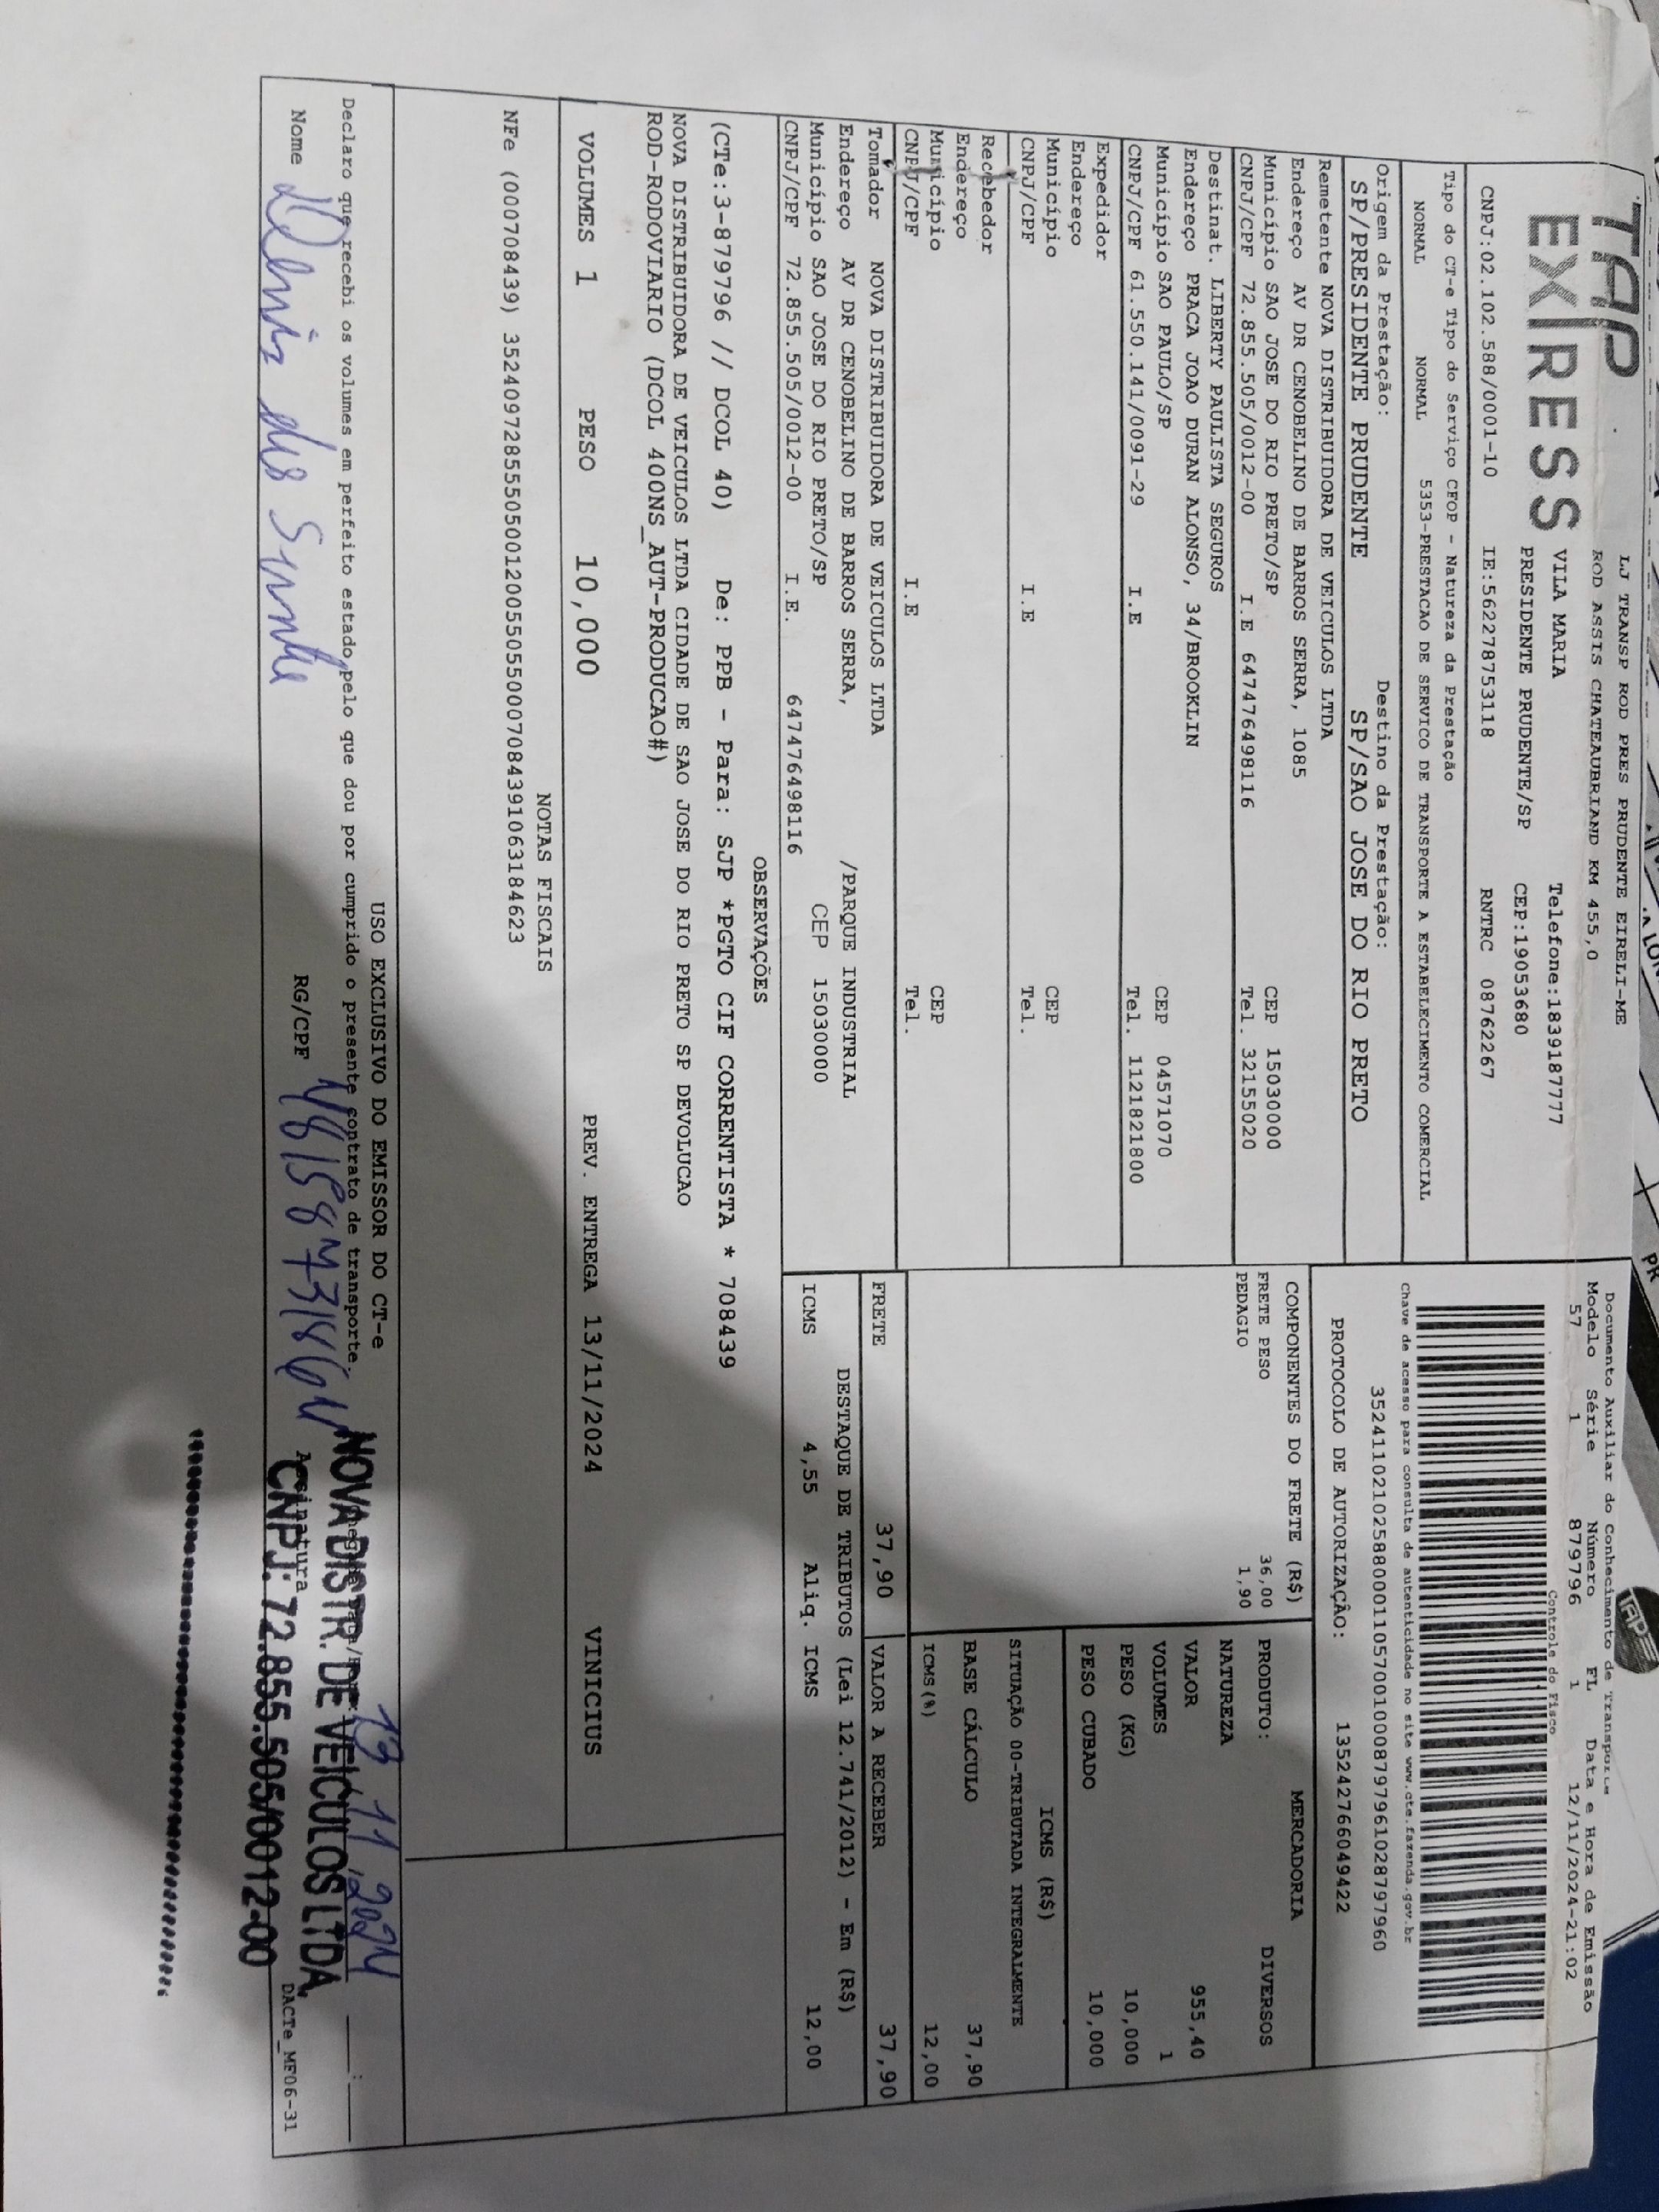 TAP
EXPRESS
LJ TRANSP ROD PRES PRUDENTE EIRELI-ME
ROD ASSIS CHATEAUBRIAND KM 455,0
VILA MARIA Telefone:1839187777
PRESIDENTE PRUDENTE/SP CEP:19053680
CNPJ:02.102.588/0001-10 IE:562278753118 RNTRC 08762267
Tipo do CT-e Tipo do Serviço CFOP - Natureza da Prestação
NORMAL NORMAL 5353-PRESTACAO DE SERVICO DE TRANSPORTE A ESTABELECIMENTO COMERCIAL
Origem da Prestação: Destino da Prestação:
SP/PRESIDENTE PRUDENTE SP/SAO JOSE DO RIO PRETO
Remetente NOVA DISTRIBUIDORA DE VEICULOS LTDA
Endereço AV DR CENOBELINO DE BARROS SERRA, 1085
Município SAO JOSE DO RIO PRETO/SP CEP 15030000
CNPJ/CPF 72.855.505/0012-00 I.E 647476498116 Tel. 32155020
Destinat. LIBERTY PAULISTA SEGUROS
Endereço PRACA JOAO DURAN ALONSO, 34/BROOKLIN
Município SAO PAULO/SP CEP 04571070
CNPJ/CPF 61.550.141/0091-29 I.E Tel. 1121821800
Expedidor
Endereço
Município CEP
CNPJ/CPF I.E Tel.
Recebedor
Endereço
Município CEP
CNPJ/CPF I.E Tel.
Tomador NOVA DISTRIBUIDORA DE VEICULOS LTDA
Endereço AV DR CENOBELINO DE BARROS SERRA, /PARQUE INDUSTRIAL
Município SAO JOSE DO RIO PRETO/SP CEP 15030000
CNPJ/CPF 72.855.505/0012-00 I.E. 647476498116
Documento Auxiliar do Conhecimento de Transporte
TAP
Modelo Série Número FL Data e Hora de Emissão
57 1 879796 1 12/11/2024-21:02
Controle do Fisco
Chave de acesso para consulta de autenticidade no site www.cte.fazenda.gov.br
35241102102588000110570010008797961028797960
PROTOCOLO DE AUTORIZAÇÃO: 135242766049422
COMPONENTES DO FRETE (R$)
FRETE PESO 36,00
PEDAGIO 1,90
MERCADORIA
PRODUTO: DIVERSOS
NATUREZA
VALOR 955,40
VOLUMES 1
PESO (KG) 10,000
PESO CUBADO 10,000
ICMS (R$)
SITUAÇÃO 00-TRIBUTADA INTEGRALMENTE
BASE CÁLCULO 37,90
ICMS(%) 12,00
FRETE 37,90 VALOR A RECEBER 37,90
DESTAQUE DE TRIBUTOS (Lei 12.741/2012) - Em (R$)
ICMS 4,55 Aliq. ICMS 12,00
OBSERVAÇÕES
(CTe:3-879796 // DCOL 40) De: PPB - Para: SJP *PGTO CIF CORRENTISTA * 708439
NOVA DISTRIBUIDORA DE VEICULOS LTDA CIDADE DE SAO JOSE DO RIO PRETO SP DEVOLUCAO
ROD-RODOVIARIO (DCOL 400NS_AUT-PRODUCAO#)
VOLUMES 1 PESO 10,000 PREV. ENTREGA 13/11/2024 VINICIUS
NOTAS FISCAIS
NFe (000708439) 35240972855505001200550550007084391063184623
USO EXCLUSIVO DO EMISSOR DO CT-e
Declaro que recebi os volumes em perfeito estado pelo que dou por cumprido o presente contrato de transporte.
13 11 2024
Nome RG/CPF Assinatura
NOVA DISTR. DE VEICULOS LTDA
CNPJ: 72.855.505/0012-00
DACTe_MF06-31